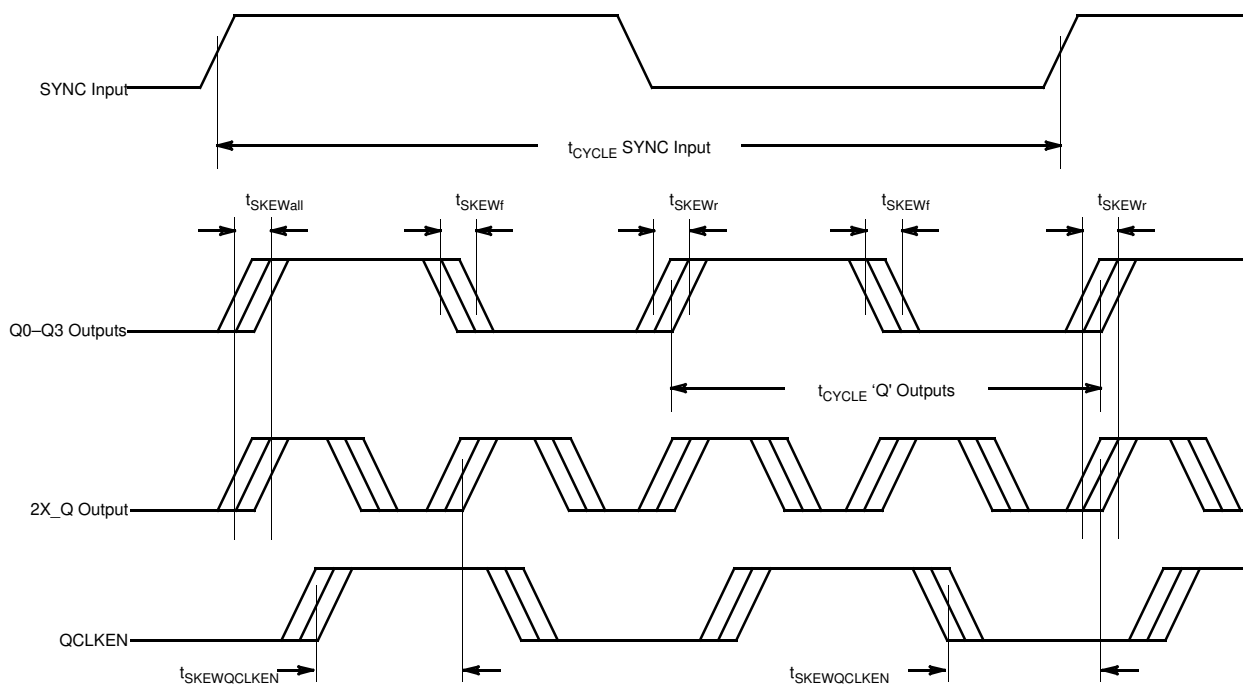 SYNC Input
tCYCLE SYNC Input
tSKEWall
tSKEWf
tSKEWr
tSKEWf
tSKEWr
Q0–Q3 Outputs
tCYCLE ‘Q’ Outputs
2X_Q Output
QCLKEN
tSKEWQCLKEN
tSKEWQCLKEN